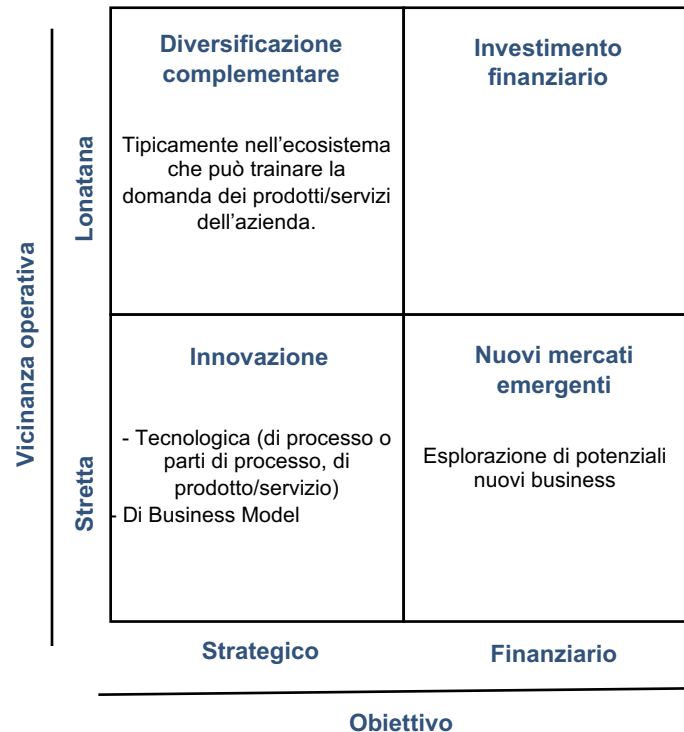 Diversificazione
complementare
Tipicamente nell'ecosistema
che può trainare la
domanda dei prodotti/servizi
dell'azienda.
Investimento
finanziario
Lonatana
Vicinanza operativa
Innovazione
- Tecnologica (di processo o
parti di processo, di
prodotto/servizio)
- Di Business Model
Nuovi mercati
emergenti
Esplorazione di potenziali
nuovi business
Stretta
Strategico
Finanziario
Obiettivo